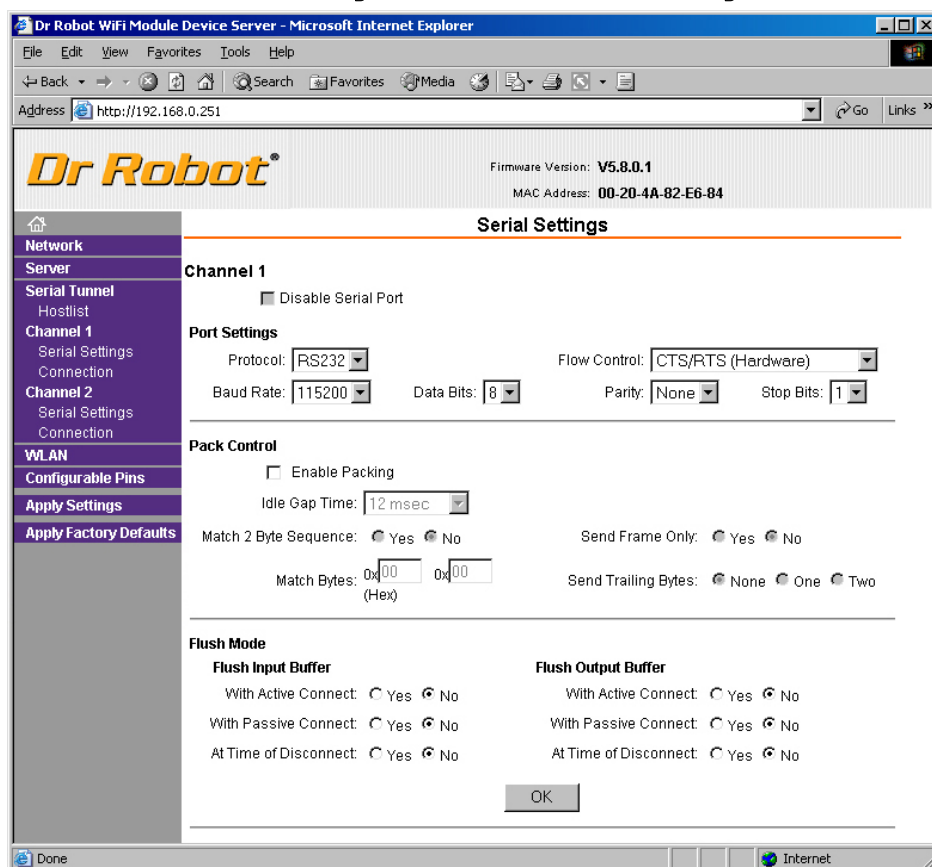 Dr Robot WiFi Module Device Server - Microsoft Internet Explorer
File Edit View Favorites Tools Help
Back Search Favorites Media
Address http://192.168.0.251 Go Links »
Dr Robot®
Firmware Version: V5.8.0.1
MAC Address: 00-20-4A-82-E6-84
Network
Server
Serial Tunnel
Hostlist
Channel 1
Serial Settings
Connection
Channel 2
Serial Settings
Connection
WLAN
Configurable Pins
Apply Settings
Apply Factory Defaults
Serial Settings
Channel 1
Disable Serial Port
Port Settings
Protocol: RS232 Flow Control: CTS/RTS (Hardware)
Baud Rate: 115200 Data Bits: 8 Parity: None Stop Bits: 1
Pack Control
Enable Packing
Idle Gap Time: 12 msec
Match 2 Byte Sequence: Yes No Send Frame Only: Yes No
Match Bytes: 0x00 0x00 Send Trailing Bytes: None One Two
(Hex)
Flush Mode
Flush Input Buffer Flush Output Buffer
With Active Connect: Yes No With Active Connect: Yes No
With Passive Connect: Yes No With Passive Connect: Yes No
At Time of Disconnect: Yes No At Time of Disconnect: Yes No
OK
Done Internet